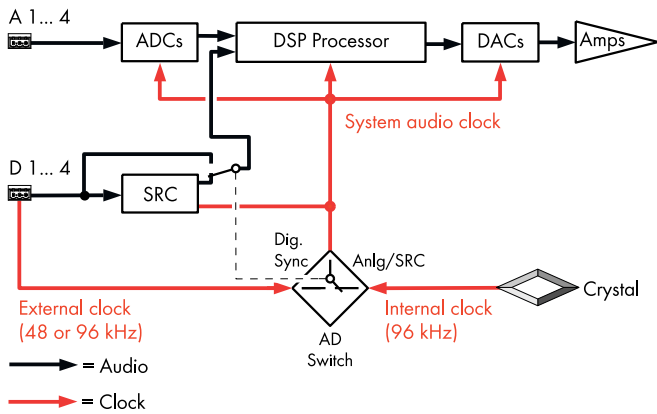 A 1... 4
ADCs
DSP Processor
DACs
Amps
System audio clock
D 1... 4
SRC
Dig.
Sync
Anlg/SRC
External clock
(48 or 96 kHz)
Internal clock
(96 kHz)
Crystal
AD
Switch
= Audio
= Clock